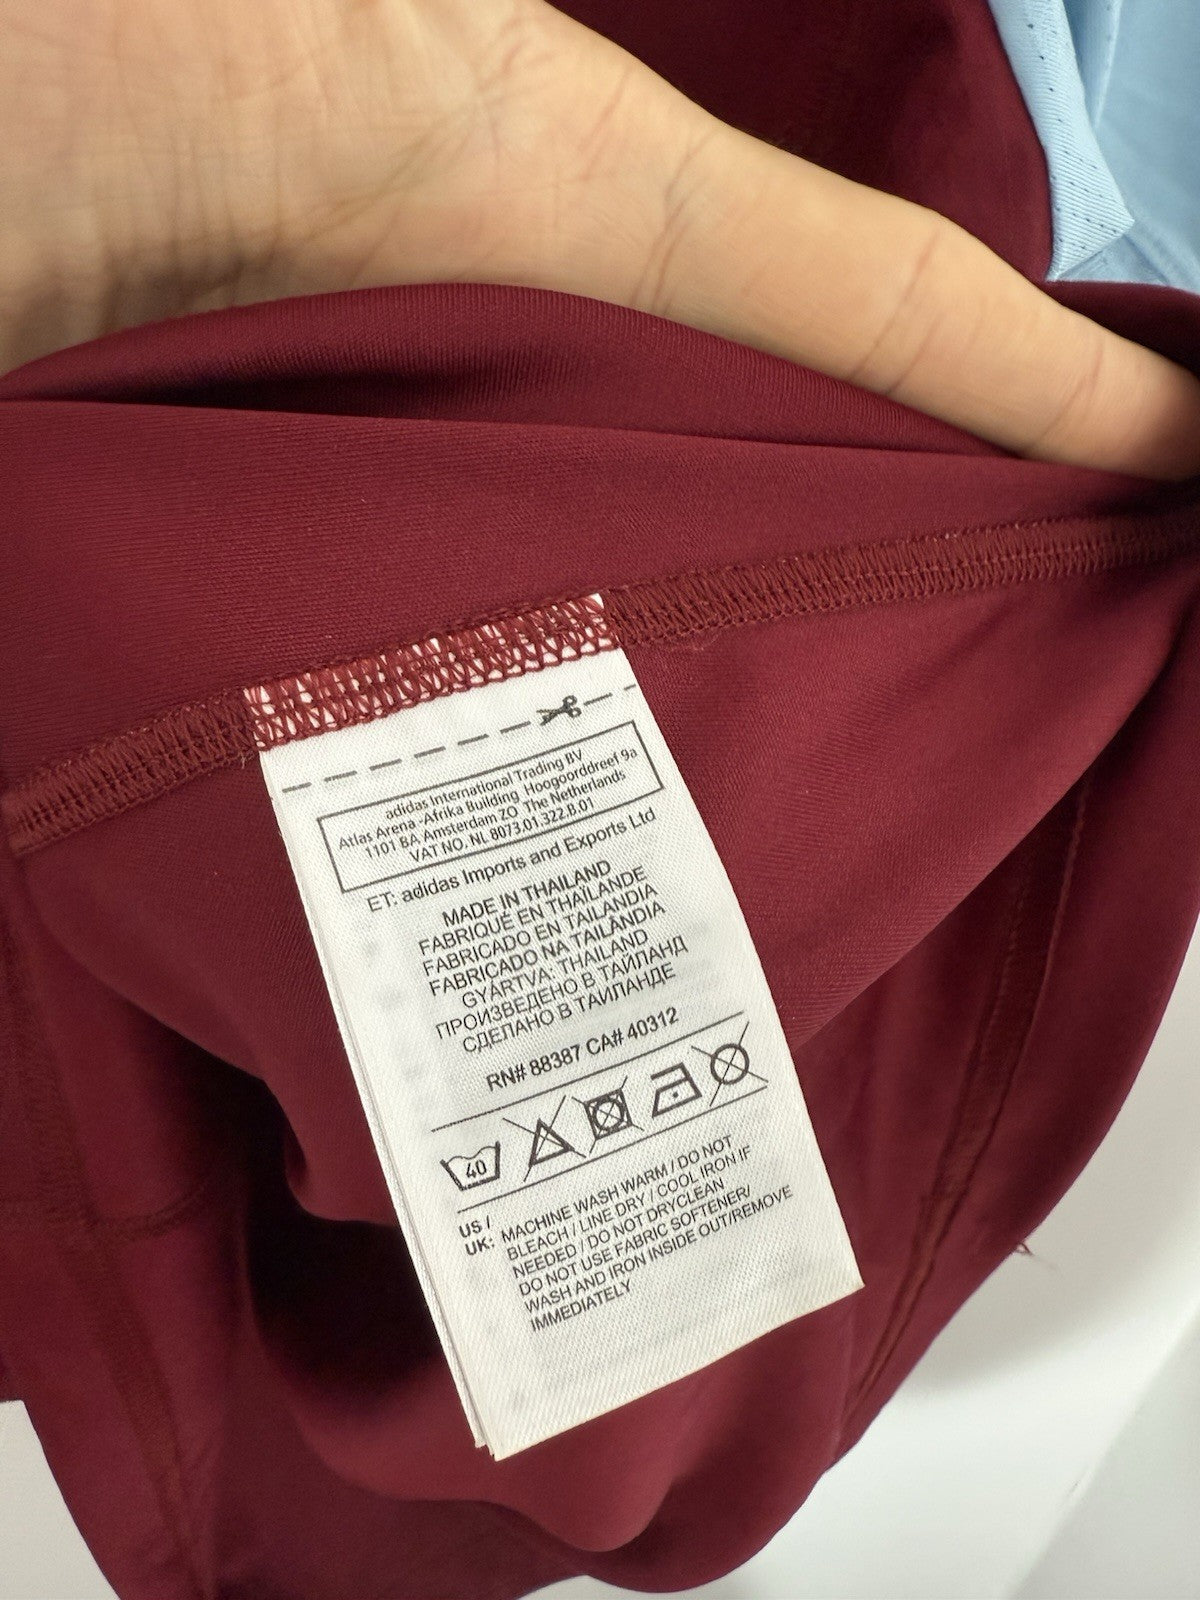 adidas International Trading BV
Atlas Arena -Afrika Building Hoogoorddreef 9a
1101 BA Amsterdam ZO The Netherlands
VAT NO. NL 8073.01.322.B.01
ET: adidas Imports and Exports Ltd
MADE IN THAILAND
FABRIQUÉ EN THAÏLANDE
FABRICADO EN TAILANDIA
FABRICADO NA TAILÂNDIA
GYÁRTVA: THAILAND
ПРОИЗВЕДЕНО В ТАЙЛАНД
СДЕЛАНО В ТАИЛАНДЕ
RN# 88387 CA# 40312
40
US / UK: MACHINE WASH WARM / DO NOT
BLEACH / LINE DRY / COOL IRON IF
NEEDED / DO NOT DRYCLEAN
DO NOT USE FABRIC SOFTENER/
WASH AND IRON INSIDE OUT/REMOVE
IMMEDIATELY